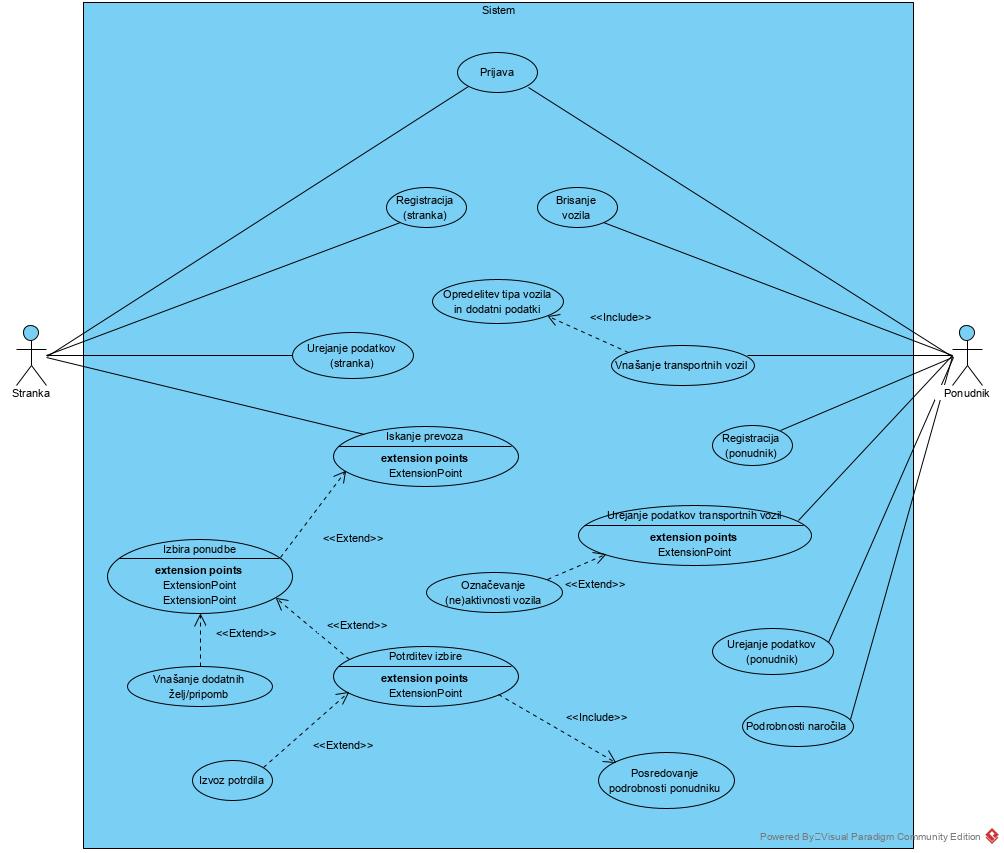 Sistem
Prijava
Registracija
(stranka)
Brisanje
vozila
Opredelitev tipa vozila
in dodatni podatki
<<Include>>
Urejanje podatkov
(stranka)
Vnašanje transportnih vozil
Stranka
Ponudnik
Iskanje prevoza
extension points
ExtensionPoint
Registracija
(ponudnik)
<<Extend>>
Urejanje podatkov transportnih vozil
extension points
ExtensionPoint
Izbira ponudbe
extension points
ExtensionPoint
ExtensionPoint
Označevanje
(ne)aktivnosti vozila
<<Extend>>
<<Extend>>
<<Extend>>
Urejanje podatkov
(ponudnik)
Vnašanje dodatnih
želj/pripomb
Potrditev izbire
extension points
ExtensionPoint
<<Include>>
Podrobnosti naročila
<<Extend>>
Izvoz potrdila
Posredovanje
podrobnosti ponudniku
Powered By Visual Paradigm Community Edition